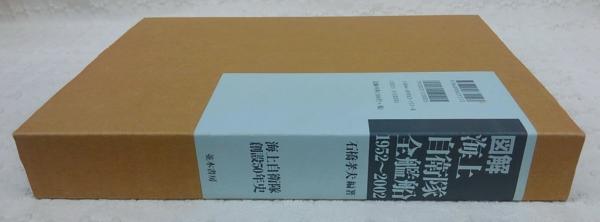 図解
海上
自衛隊
全艦船
1952〜2002
石橋孝夫 編著
海上自衛隊
創設50年史
並木書房